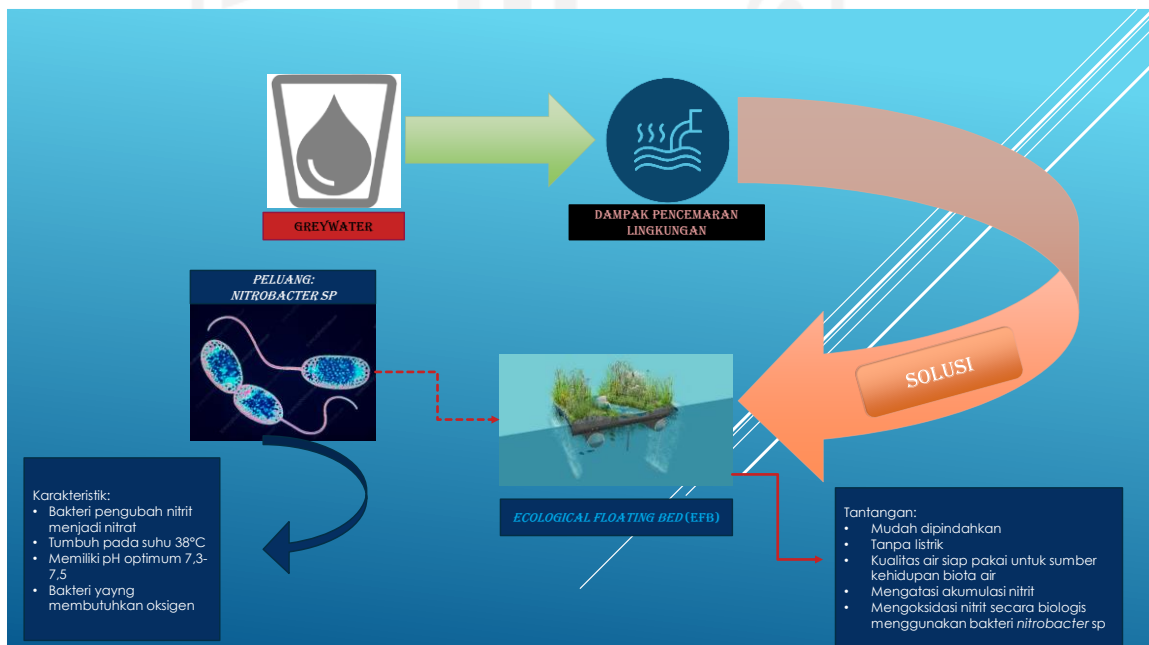 GREYWATER
DAMPAK PENCEMARAN
LINGKUNGAN
SOLUSI
PELUANG:
NITROBACTER SP
ECOLOGICAL FLOATING BED (EFB)
Karakteristik:
• Bakteri pengubah nitrit
menjadi nitrat
• Tumbuh pada suhu 38°C
• Memiliki pH optimum 7,3-
7,5
• Bakteri yayng
membutuhkan oksigen
Tantangan:
• Mudah dipindahkan
• Tanpa listrik
• Kualitas air siap pakai untuk sumber
kehidupan biota air
• Mengatasi akumulasi nitrit
• Mengoksidasi nitrit secara biologis
menggunakan bakteri nitrobacter sp